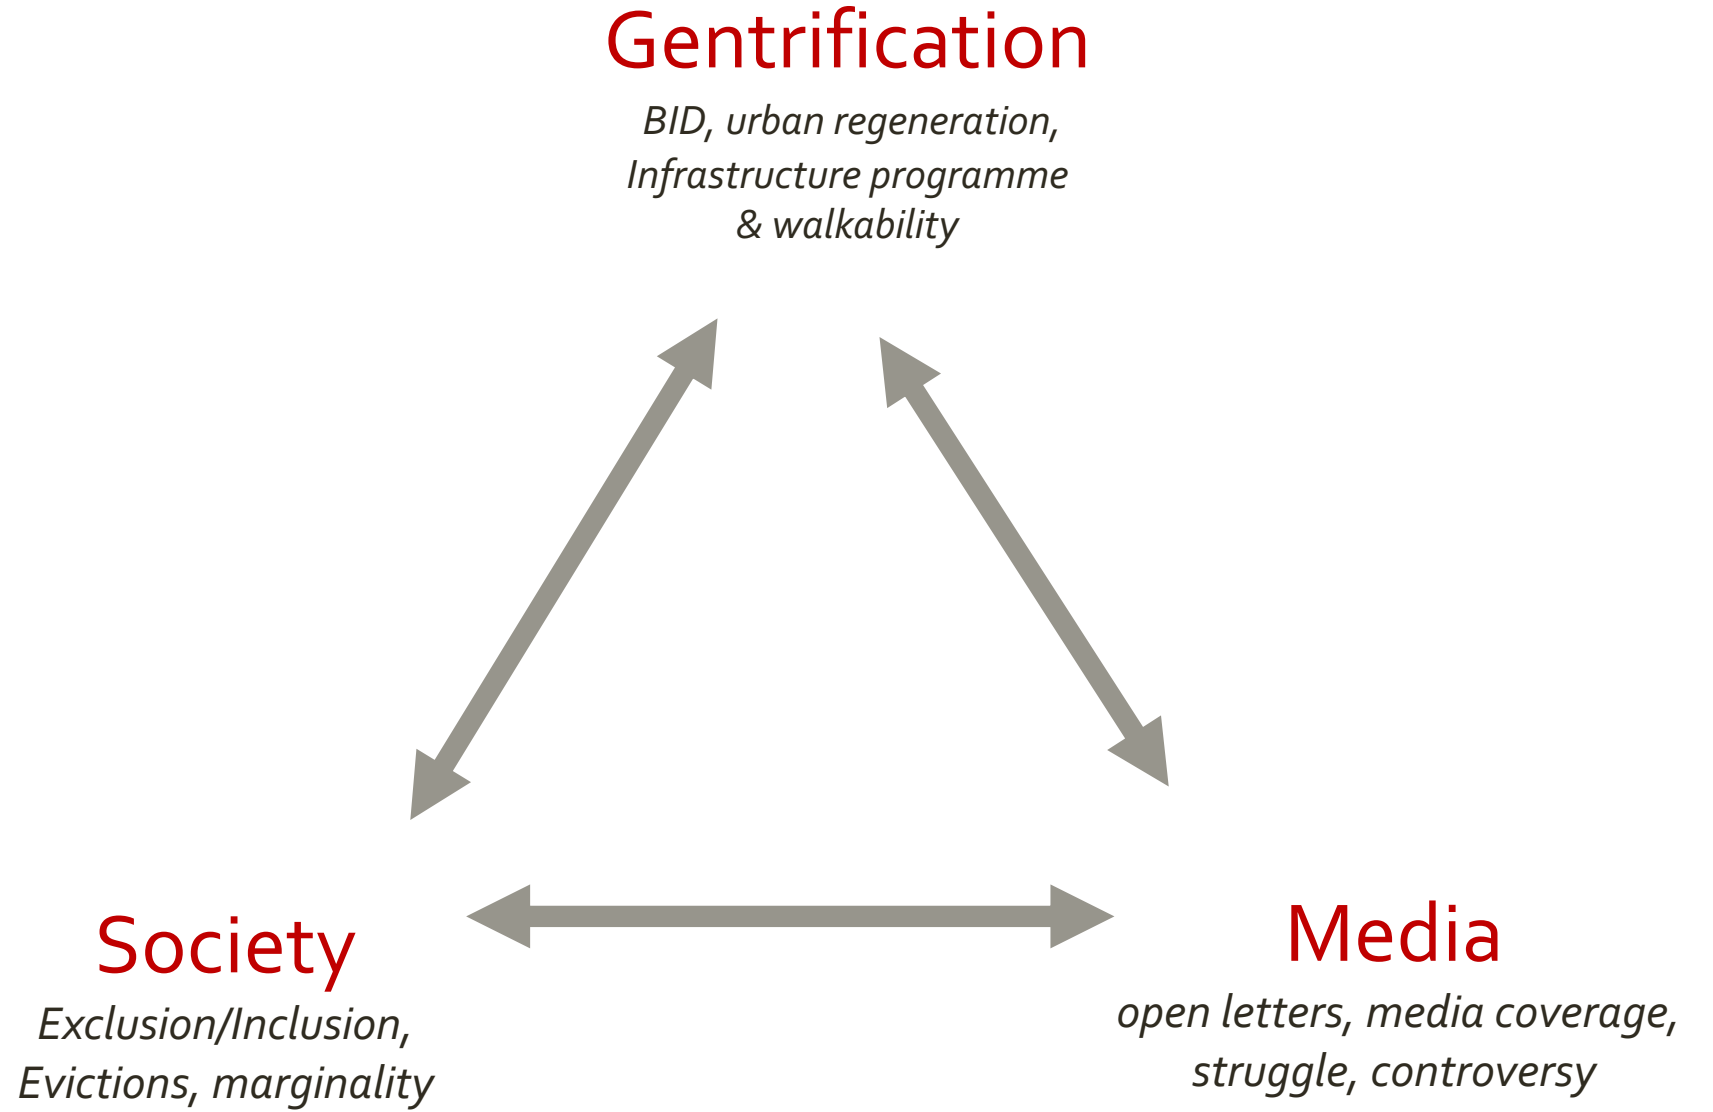 Gentrification
BID, urban regeneration,
Infrastructure programme
& walkability
Society
Exclusion/Inclusion,
Evictions, marginality
Media
open letters, media coverage,
struggle, controversy